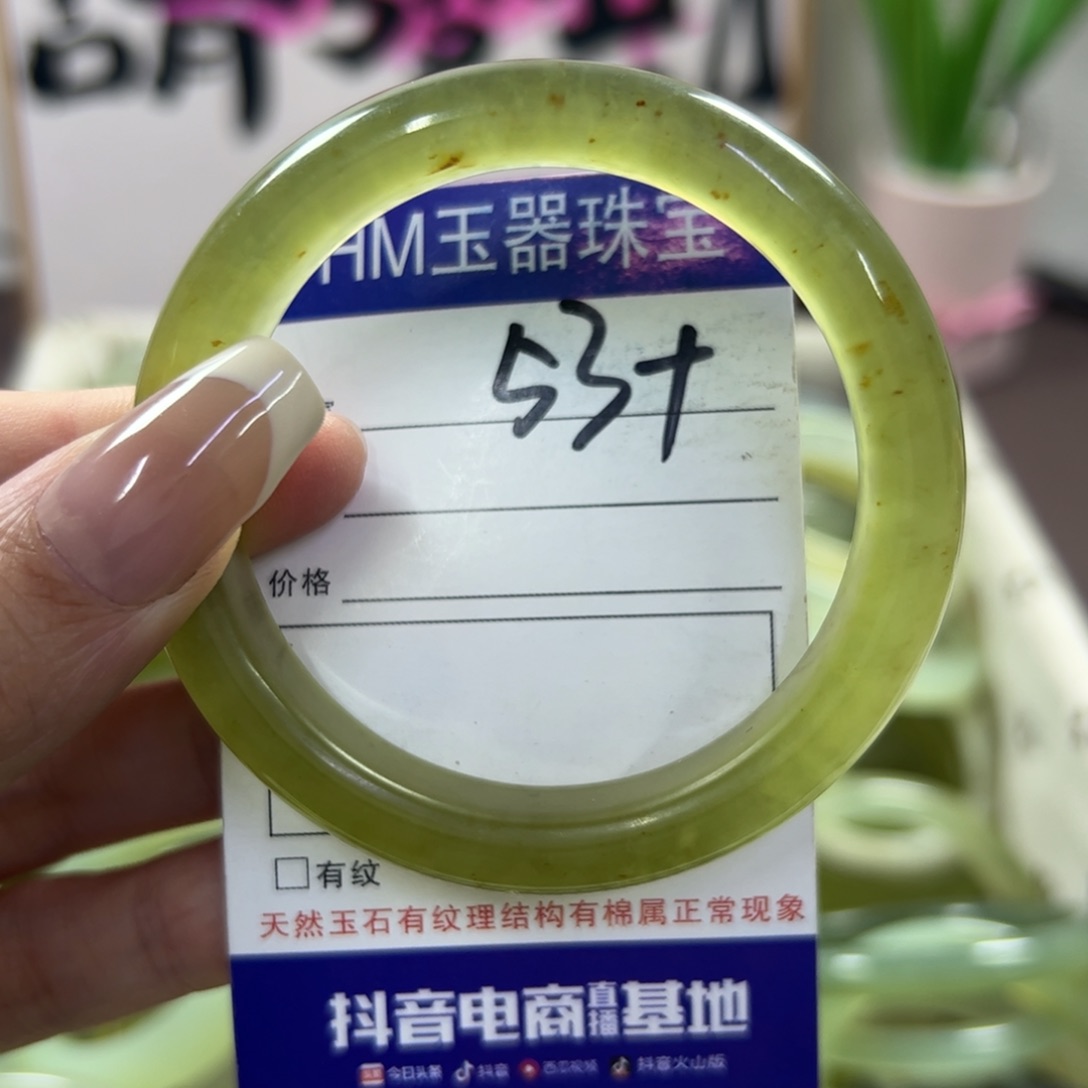 HM玉器珠宝
53+
价格
有纹
天然玉石有纹理结构有棉属正常现象
抖音电商直播基地
今日头条 抖音 西瓜视频 抖音火山版